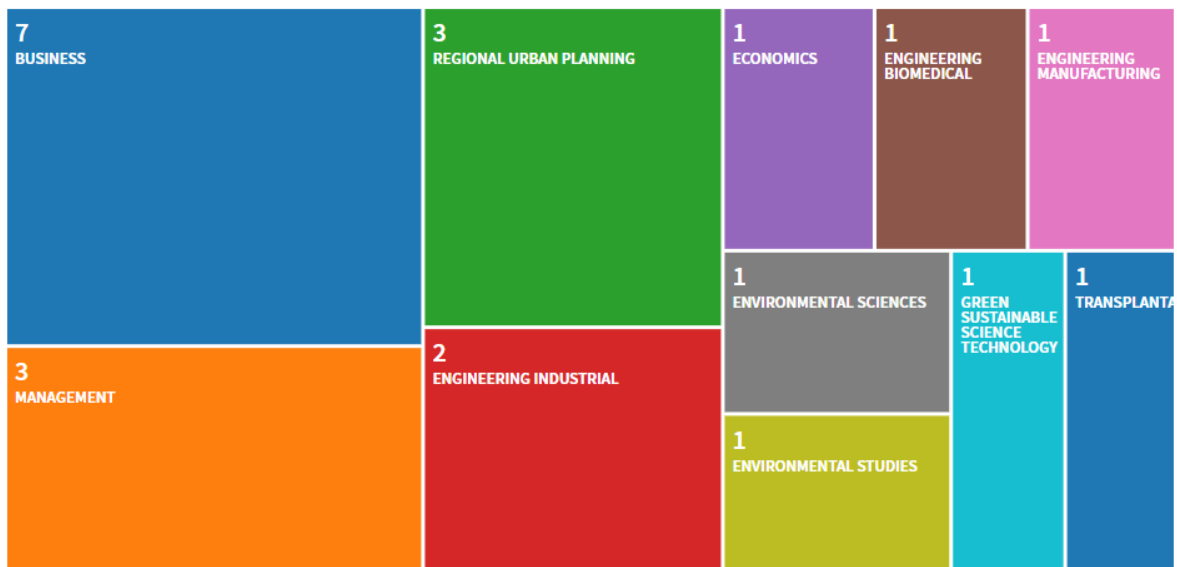 7
BUSINESS
3
MANAGEMENT
3
REGIONAL URBAN PLANNING
2
ENGINEERING INDUSTRIAL
1
ECONOMICS
1
ENGINEERING
BIOMEDICAL
1
ENGINEERING
MANUFACTURING
1
ENVIRONMENTAL SCIENCES
1
ENVIRONMENTAL STUDIES
1
GREEN
SUSTAINABLE
SCIENCE
TECHNOLOGY
1
TRANSPLANTA